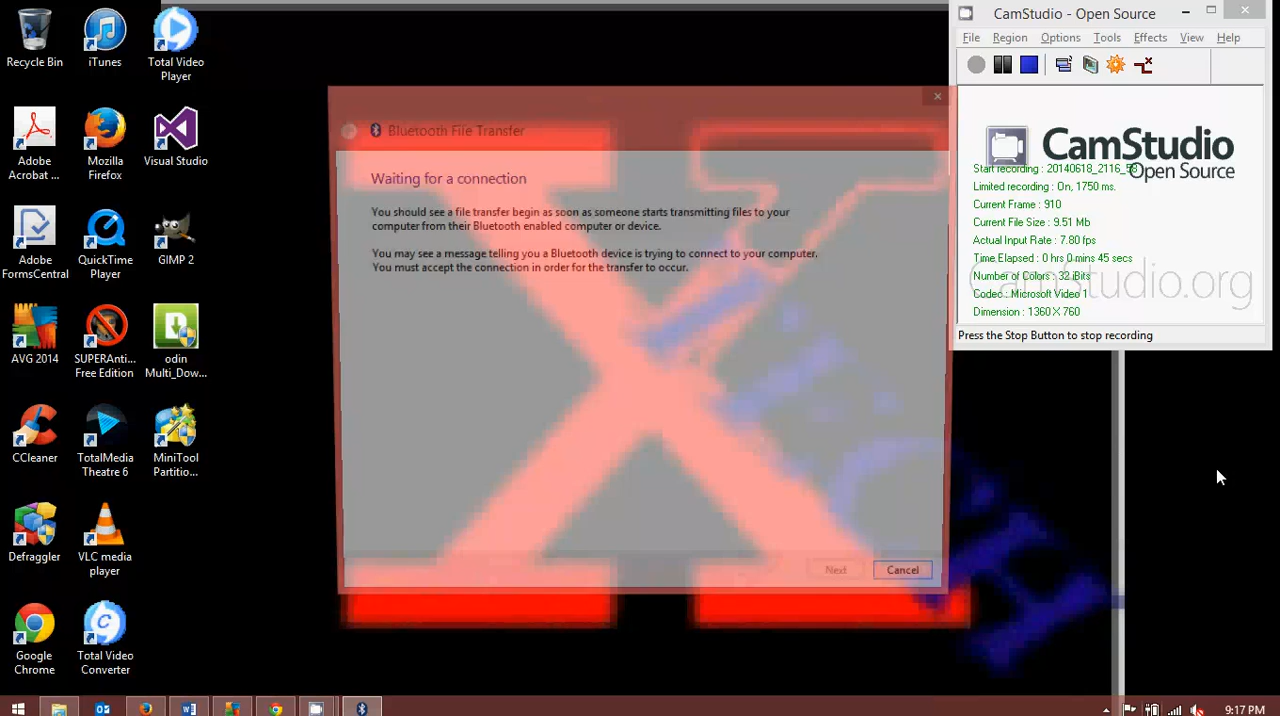 Recycle Bin
iTunes
Total Video
Player
Adobe
Acrobat ...
Mozilla
Firefox
Visual Studio
Adobe
FormsCentral
QuickTime
Player
GIMP 2
AVG 2014
SUPERAnti...
Free Edition
odin
Multi_Dow...
CCleaner
TotalMedia
Theatre 6
MiniTool
Partitio...
Defraggler
VLC media
player
Google
Chrome
Total Video
Converter
Bluetooth File Transfer
Waiting for a connection
You should see a file transfer begin as soon as someone starts transmitting files to your
computer from their Bluetooth enabled computer or device.
You may see a message telling you a Bluetooth device is trying to connect to your computer.
You must accept the connection in order for the transfer to occur.
Next
Cancel
CamStudio - Open Source
File Region Options Tools Effects View Help
CamStudio
Open Source
Start recording : 20140618_2116_
Limited recording : On, 1750 ms.
Current Frame : 910
Current File Size : 9.51 Mb
Actual Input Rate : 7.80 fps
Time Elapsed : 0 hrs 0 mins 45 secs
Number of Colors : 32 Bits
Codec : Microsoft Video 1
Dimension : 1360 X 760
CamStudio.org
Press the Stop Button to stop recording
X
9:17 PM